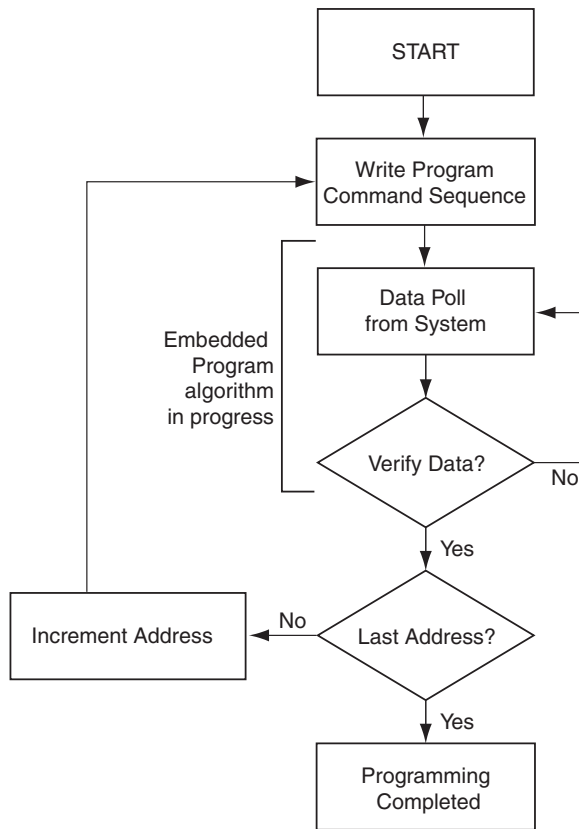 START
Write Program
Command Sequence
Data Poll
from System
Embedded
Program
algorithm
in progress
Verify Data?
No
Yes
Last Address?
No
Increment Address
Yes
Programming
Completed